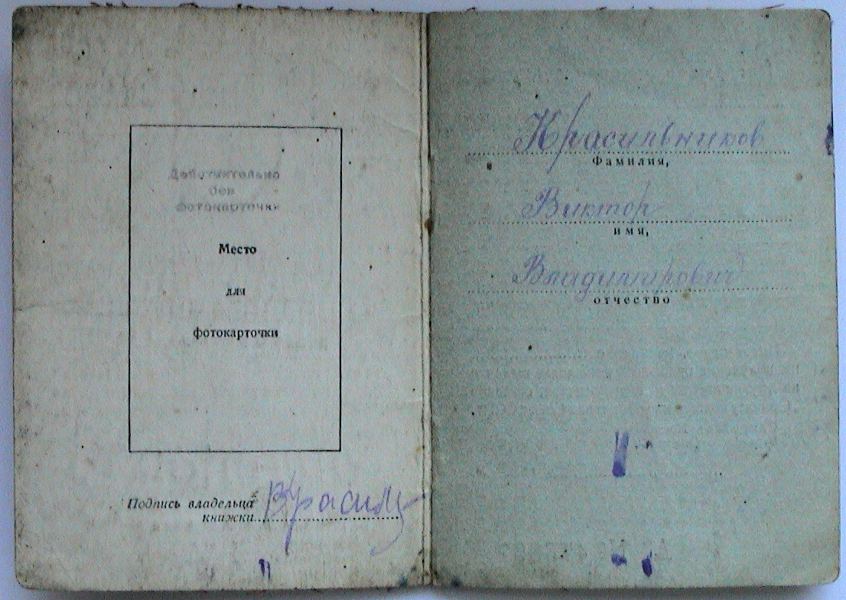 Действительно
без
фотокарточки
Место
для
фотокарточки
Подпись владельца
книжки
Красильников
Фамилия,
Виктор
имя,
Владимирович
отчество